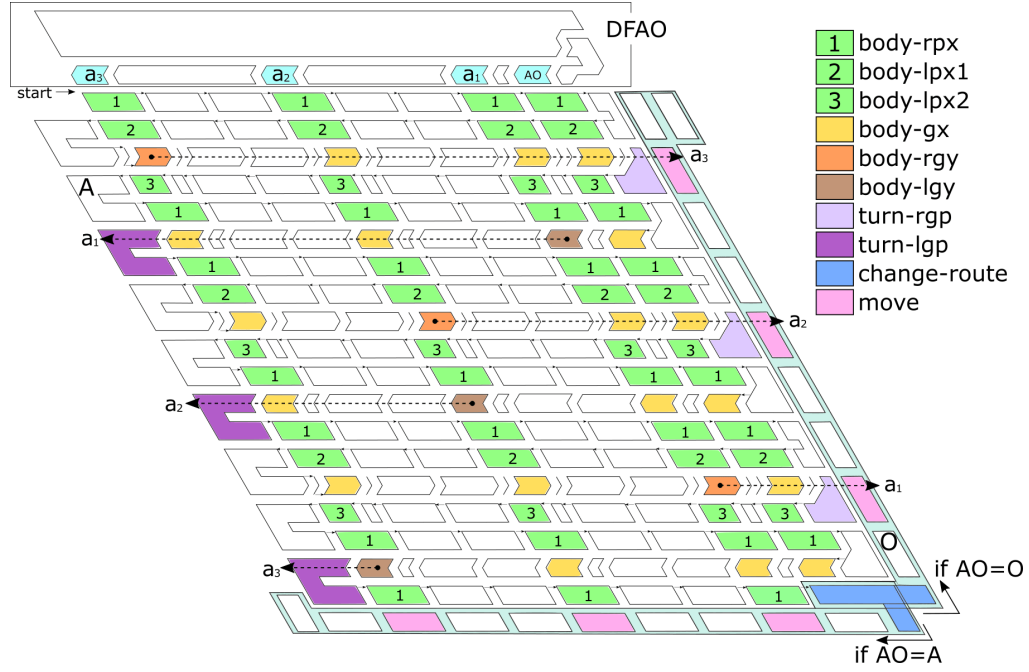 DFAO
a₃ a₂ a₁ AO
start
1 1 1 1
2 2 2 2
a₃
A 3 3 3 3
1 1 1 1
a₁
1 1 1 1
2 2 2 2
a₂
3 3 3 3
1 1 1 1
a₂
1 1 1 1
2 2 2 2
a₁
3 3 3 3
1 1 1 1 O
a₃
if AO=O
1 1 1
if AO=A
1 body-rpx
2 body-lpx1
3 body-lpx2
body-gx
body-rgy
body-lgy
turn-rgp
turn-lgp
change-route
move